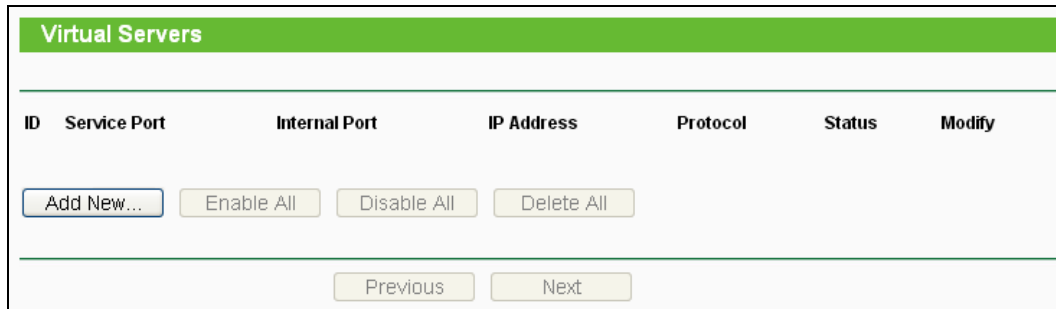 Virtual Servers
ID Service Port Internal Port IP Address Protocol Status Modify
Add New... Enable All Disable All Delete All
Previous Next